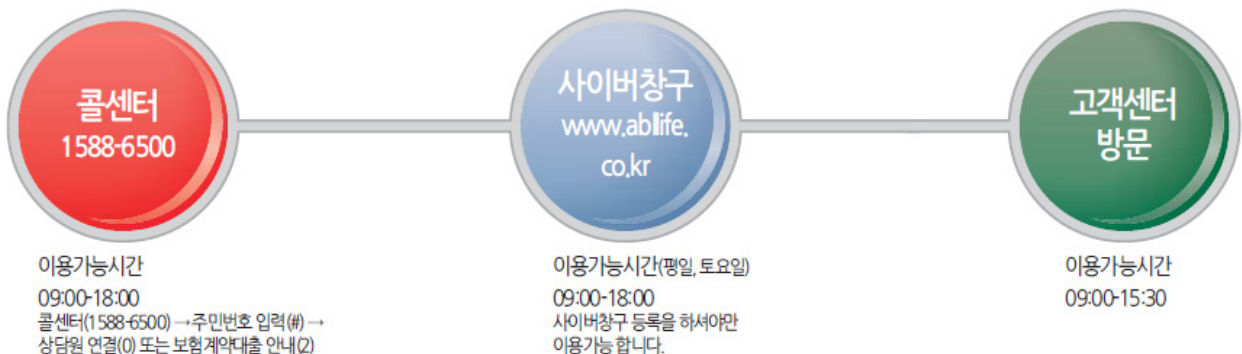 콜센터
1588-6500
이용가능시간
09:00-18:00
콜센터(1588-6500) →주민번호 입력(#) →
상담원 연결(0) 또는 보험계약대출 안내(2)
사이버창구
www.abllife.
co.kr
이용가능시간(평일, 토요일)
09:00-18:00
사이버창구 등록을 하셔야만
이용가능 합니다.
고객센터
방문
이용가능시간
09:00-15:30